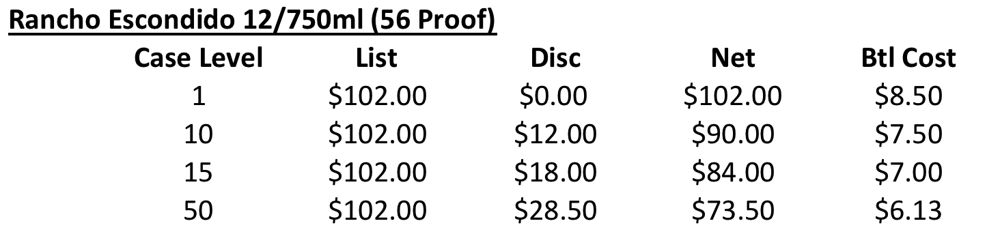 Rancho Escondido 12/750ml (56 Proof)
Case Level List Disc Net Btl Cost
1 $102.00 $0.00 $102.00 $8.50
10 $102.00 $12.00 $90.00 $7.50
15 $102.00 $18.00 $84.00 $7.00
50 $102.00 $28.50 $73.50 $6.13